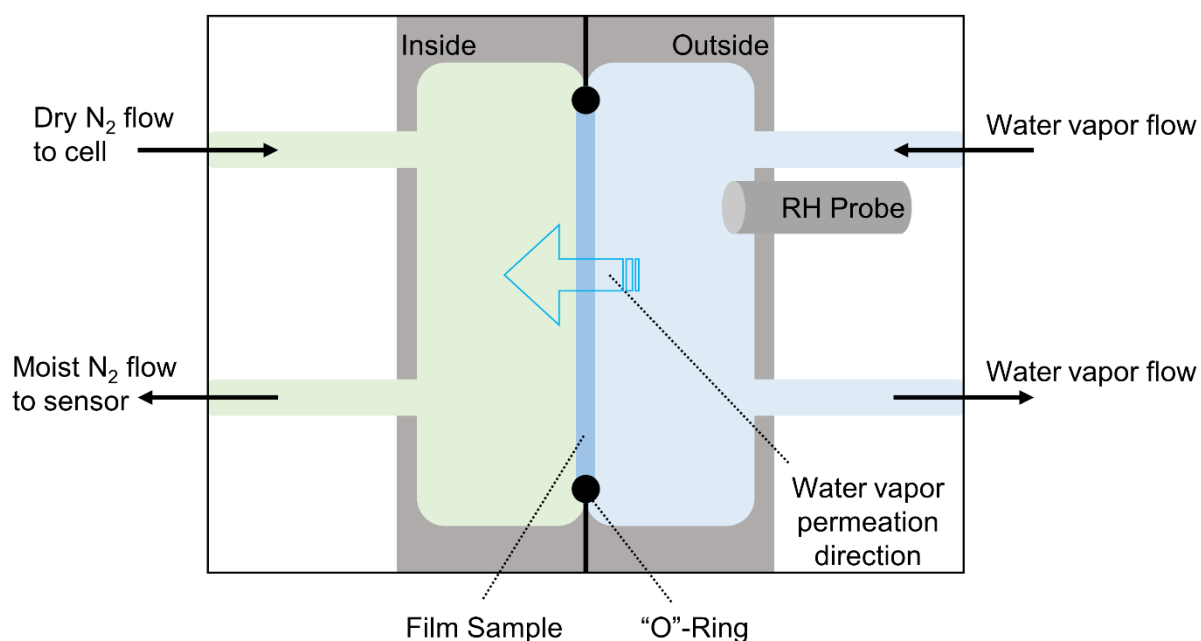 Inside
Outside
Dry N₂ flow
to cell
Water vapor flow
RH Probe
Moist N₂ flow
to sensor
Water vapor flow
Water vapor
permeation
direction
Film Sample
“O”-Ring